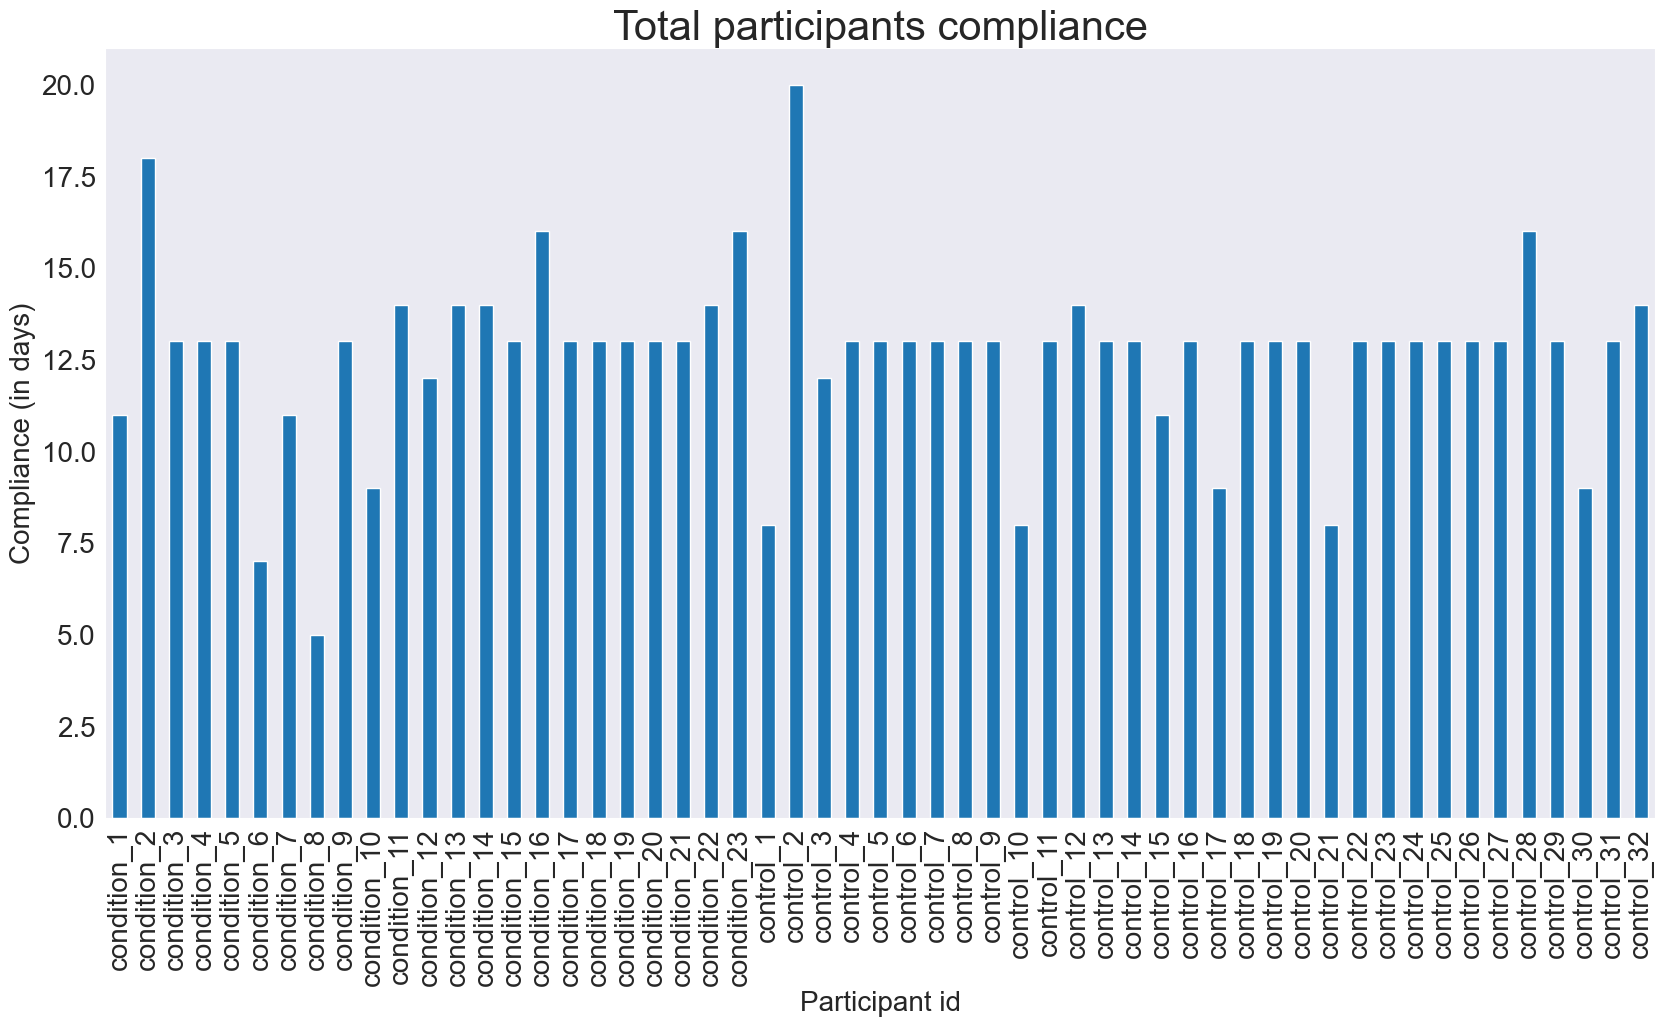 Total participants compliance
Compliance (in days)
20.0
17.5
15.0
12.5
10.0
7.5
5.0
2.5
0.0
condition_1
condition_2
condition_3
condition_4
condition_5
condition_6
condition_7
condition_8
condition_9
condition_10
condition_11
condition_12
condition_13
condition_14
condition_15
condition_16
condition_17
condition_18
condition_19
condition_20
condition_21
condition_22
condition_23
control_1
control_2
control_3
control_4
control_5
control_6
control_7
control_8
control_9
control_10
control_11
control_12
control_13
control_14
control_15
control_16
control_17
control_18
control_19
control_20
control_21
control_22
control_23
control_24
control_25
control_26
control_27
control_28
control_29
control_30
control_31
control_32
Participant id